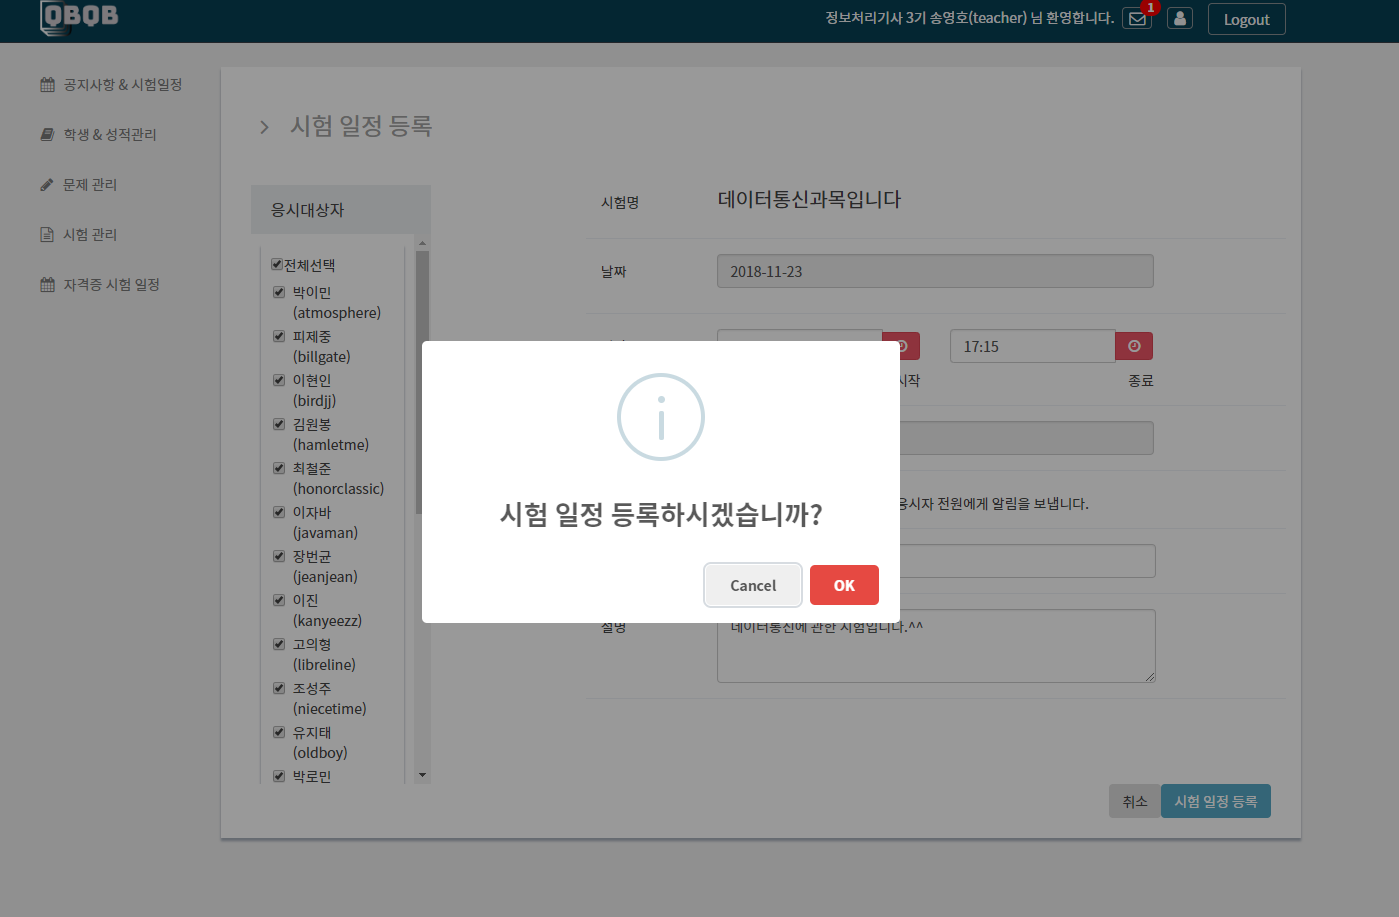 QBQB
정보처리기사 3기 송영호(teacher) 님 환영합니다.
1
Logout
공지사항 & 시험일정
학생 & 성적관리
문제 관리
시험 관리
자격증 시험 일정
시험 일정 등록
응시대상자
전체선택
박이민
(atmosphere)
피제중
(billgate)
이현인
(birdjj)
김원봉
(hamletme)
최철준
(honorclassic)
이자바
(javaman)
장번균
(jeanjean)
이진
(kanyeezz)
고의형
(libreline)
조성주
(niecetime)
유지태
(oldboy)
박로민
시험명
데이터통신과목입니다
날짜
2018-11-23
17:15
시작
종료
응시자 전원에게 알림을 보냅니다.
설명
데이터통신에 관한 시험입니다.^^
시험 일정 등록하시겠습니까?
Cancel
OK
취소
시험 일정 등록